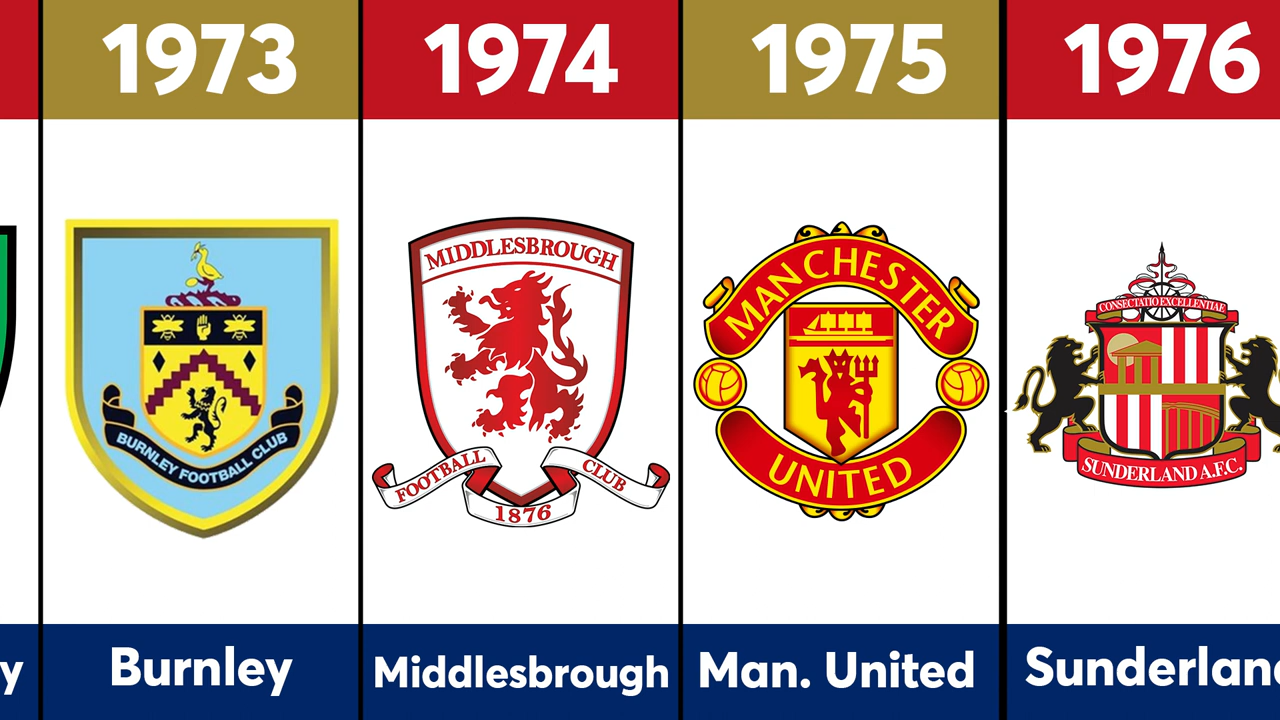 1973
1974
1975
1976
BURNLEY FOOTBALL CLUB
MIDDLESBROUGH
FOOTBALL
CLUB
1876
MANCHESTER
UNITED
CONSECTATIO EXCELLENTIAE
SUNDERLAND A.F.C.
y
Burnley
Middlesbrough
Man. United
Sunderland